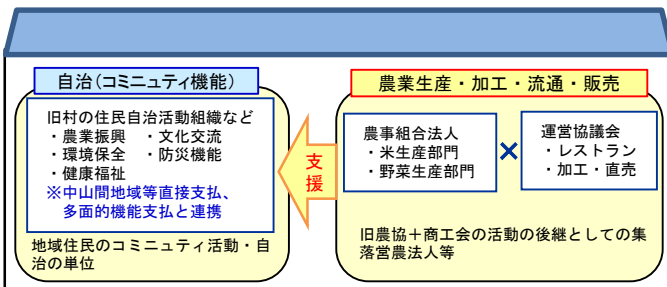 自治(コミュニティ機能)
旧村の住民自治活動組織など
・農業振興　・文化交流
・環境保全　・防災機能
・健康福祉
※中山間地域等直接支払、
多面的機能支払と連携
地域住民のコミュニティ活動・自
治の単位
支
援
農業生産・加工・流通・販売
農事組合法人
・米生産部門
・野菜生産部門
×
運営協議会
・レストラン
・加工・直売
旧農協＋商工会の活動の後継としての集
落営農法人等